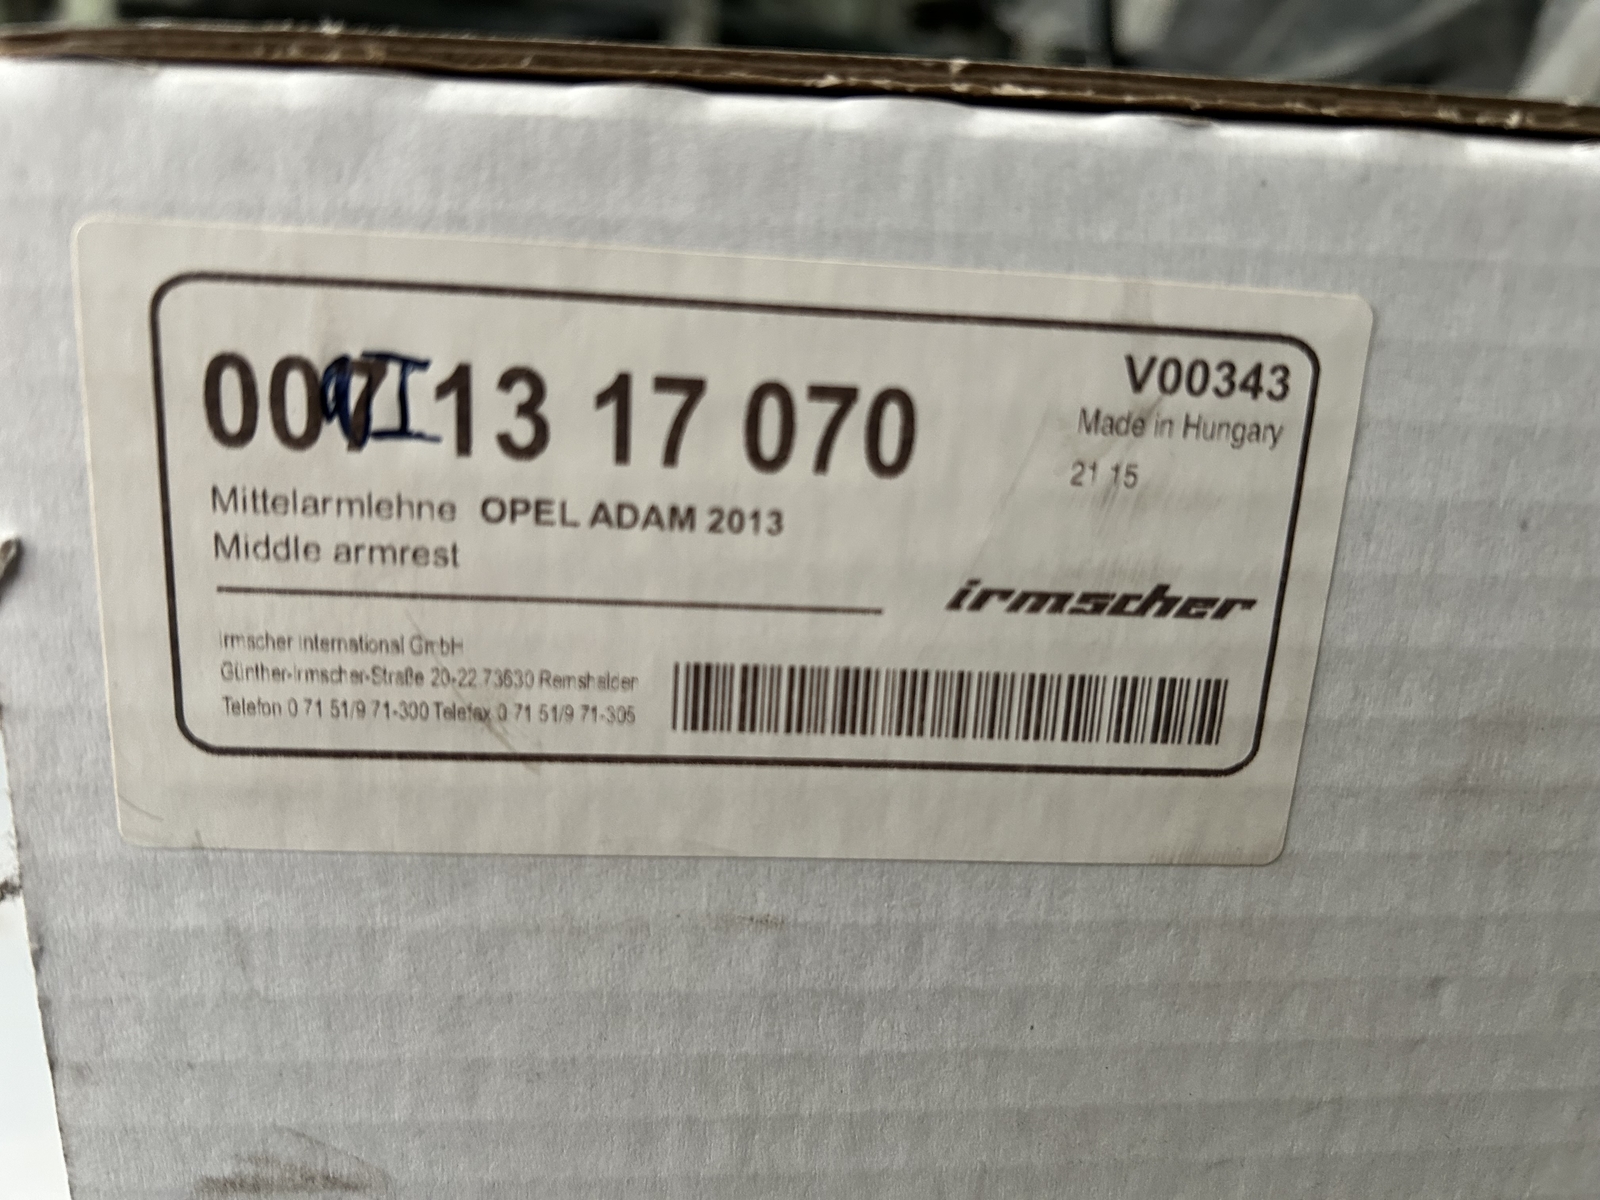 00 I 13 17 070
V00343
Made in Hungary
21 15
Mittelarmlehne OPEL ADAM 2013
Middle armrest
irmscher
Irmscher International GmbH
Günther-Irmscher-Straße 20-22 73630 Remshalden
Telefon 0 71 51/9 71-300 Telefax 0 71 51/9 71-305